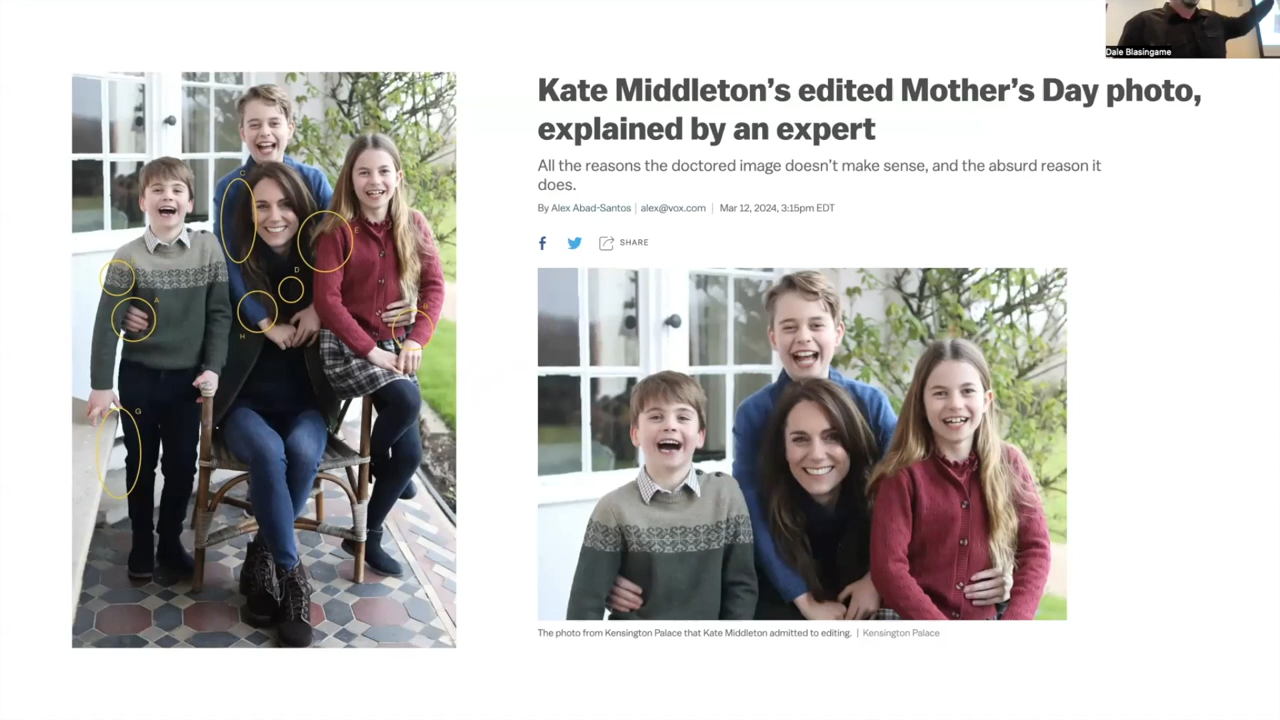 Dale Blasingame
Kate Middleton's edited Mother's Day photo,
explained by an expert
All the reasons the doctored image doesn't make sense, and the absurd reason it
does.
By Alex Abad-Santos | alex@vox.com | Mar 12, 2024, 3:15pm EDT
SHARE
C
E
D
A
B
H
G
The photo from Kensington Palace that Kate Middleton admitted to editing. | Kensington Palace